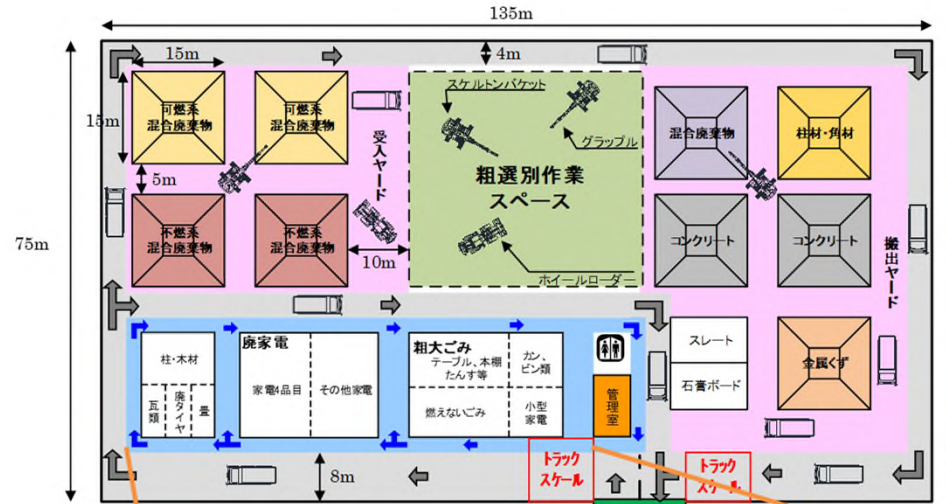 135m
15m
4m
スケルトンバケット
可燃系
混合廃棄物
可燃系
混合廃棄物
混合廃棄物
柱材・角材
15m
受入ヤード
グラップル
粗選別作業
スペース
5m
75m
不燃系
混合廃棄物
不燃系
混合廃棄物
コンクリート
コンクリート
搬出ヤード
10m
ホイールローダー
廃家電
粗大ごみ
柱・木材
テーブル、本棚
たんす等
カン、
ビン類
スレート
金属くず
家電4品目
その他家電
石膏ボード
瓦類
廃タイヤ
畳
燃えないごみ
小型
家電
管理室
トラック
スケール
トラック
スケール
8m